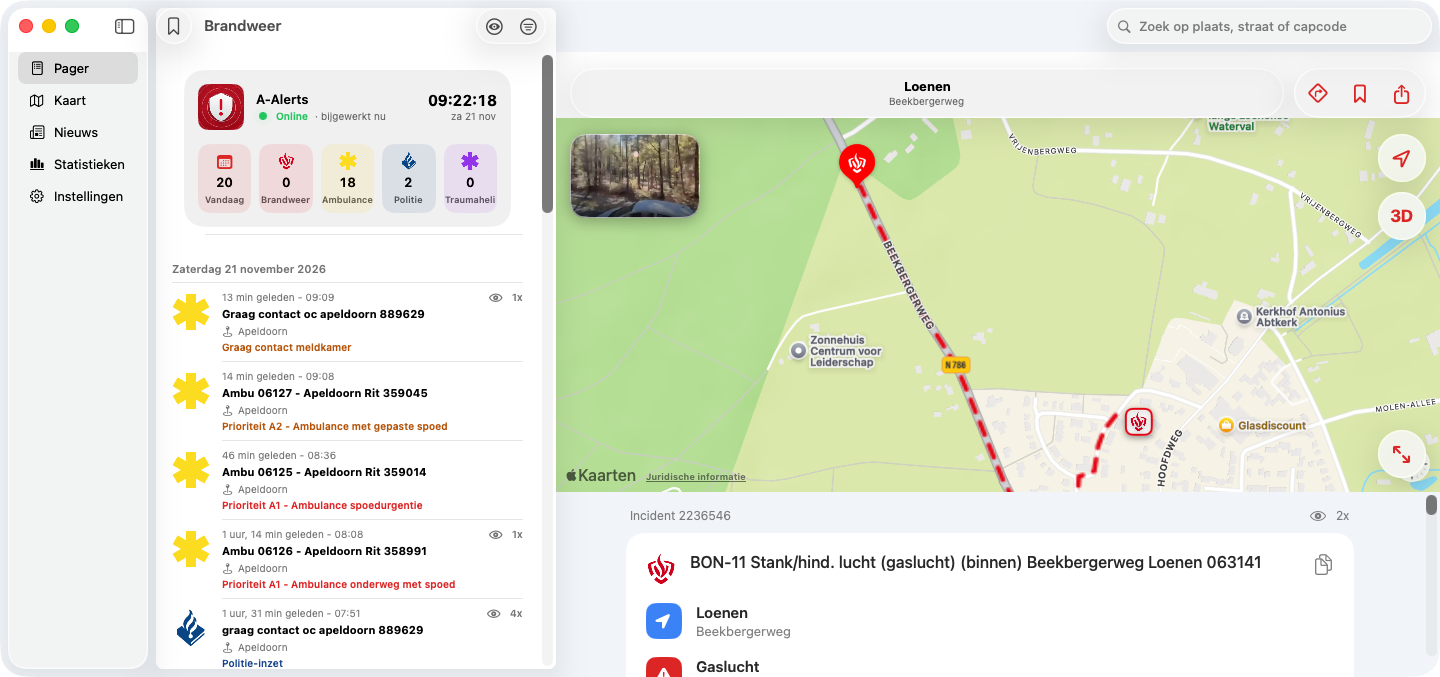 Brandweer
Zoek op plaats, straat of capcode
Pager
Kaart
Nieuws
Statistieken
Instellingen
A-Alerts
Online · bijgewerkt nu
09:22:18
za 21 nov
20
Vandaag
0
Brandweer
18
Ambulance
2
Politie
0
Traumaheli
Zaterdag 21 november 2026
13 min geleden - 09:09
1x
Graag contact oc apeldoorn 889629
Apeldoorn
Graag contact meldkamer
14 min geleden - 09:08
Ambu 06127 - Apeldoorn Rit 359045
Apeldoorn
Prioriteit A2 - Ambulance met gepaste spoed
46 min geleden - 08:36
Ambu 06125 - Apeldoorn Rit 359014
Apeldoorn
Prioriteit A1 - Ambulance spoedurgentie
1 uur, 14 min geleden - 08:08
1x
Ambu 06126 - Apeldoorn Rit 358991
Apeldoorn
Prioriteit A1 - Ambulance onderweg met spoed
1 uur, 31 min geleden - 07:51
4x
graag contact oc apeldoorn 889629
Apeldoorn
Politie-inzet
Loenen
Beekbergerweg
Waterval
VRIJENBERGWEG
VRIJENBERGWEG
3D
BEEKBERGERWEG
Kerkhof Antonius
Abtkerk
Zonnehuis
Centrum voor
Leiderschap
N 786
MOLEN-ALLEE
Glasdiscount
HOOFDWEG
Kaarten
Juridische informatie
Incident 2236546
2x
BON-11 Stank/hind. lucht (gaslucht) (binnen) Beekbergerweg Loenen 063141
Loenen
Beekbergerweg
Gaslucht